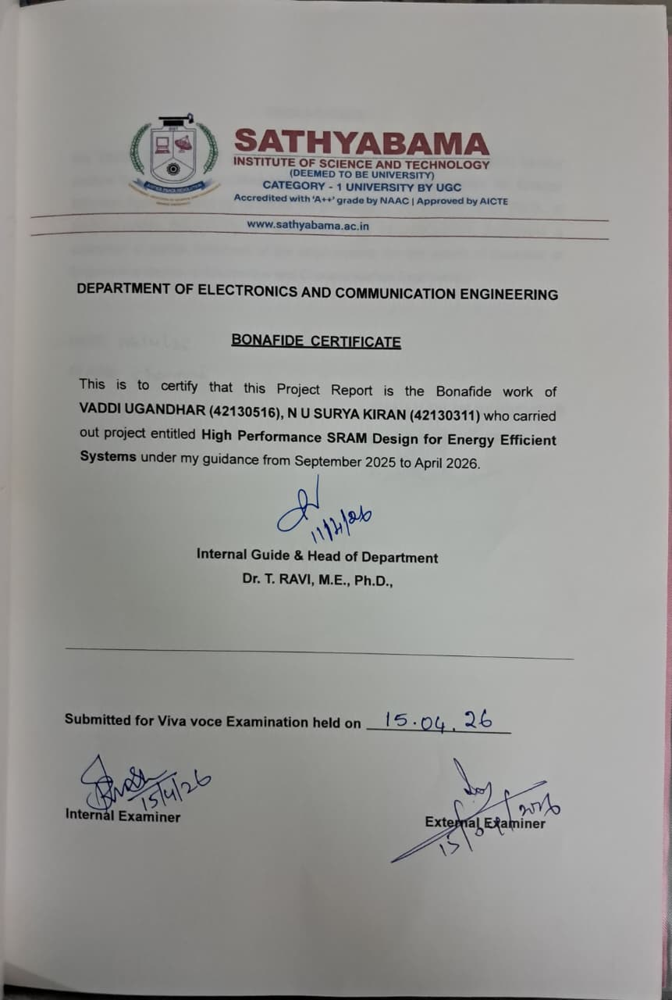 SATHYABAMA
INSTITUTE OF SCIENCE AND TECHNOLOGY
(DEEMED TO BE UNIVERSITY)
CATEGORY - 1 UNIVERSITY BY UGC
Accredited with ‘A++’ grade by NAAC | Approved by AICTE
JUSTICE PEACE REVOLUTION
www.sathyabama.ac.in
DEPARTMENT OF ELECTRONICS AND COMMUNICATION ENGINEERING
BONAFIDE CERTIFICATE
This is to certify that this Project Report is the Bonafide work of
VADDI UGANDHAR (42130516), N U SURYA KIRAN (42130311) who carried
out project entitled High Performance SRAM Design for Energy Efficient
Systems under my guidance from September 2025 to April 2026.
11/4/26
Internal Guide & Head of Department
Dr. T. RAVI, M.E., Ph.D.,
Submitted for Viva voce Examination held on 15.04.26
15/4/26
Internal Examiner
External Examiner
15/04/2026